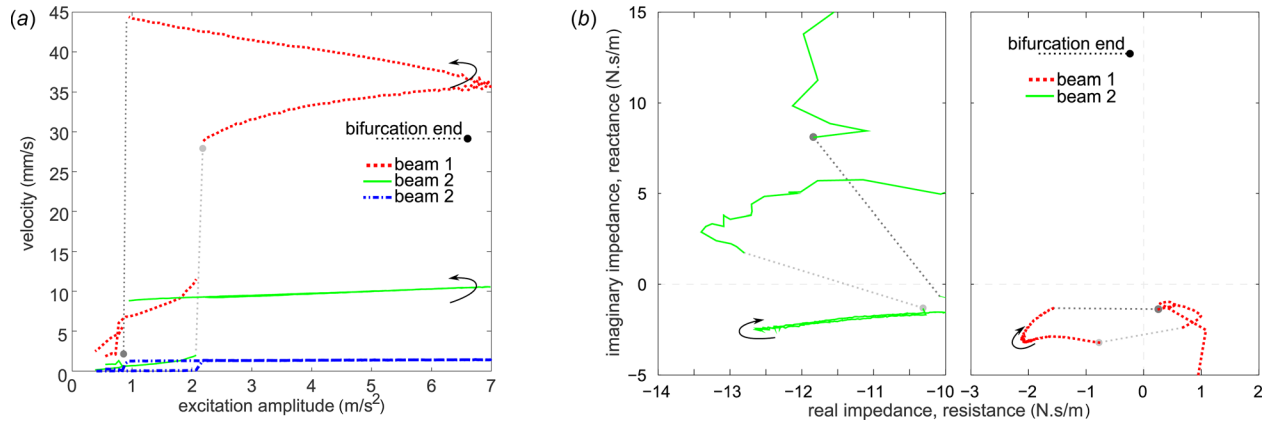 (a)
45
40
35
30
25
20
15
10
5
0
velocity (mm/s)
bifurcation end
beam 1
beam 2
beam 2
0 1 2 3 4 5 6 7
excitation amplitude (m/s²)
(b)
15
10
5
0
−5
imaginary impedance, reactance (N.s/m)
−14 −13 −12 −11 −10
bifurcation end
beam 1
beam 2
−3 −2 −1 0 1 2
real impedance, resistance (N.s/m)